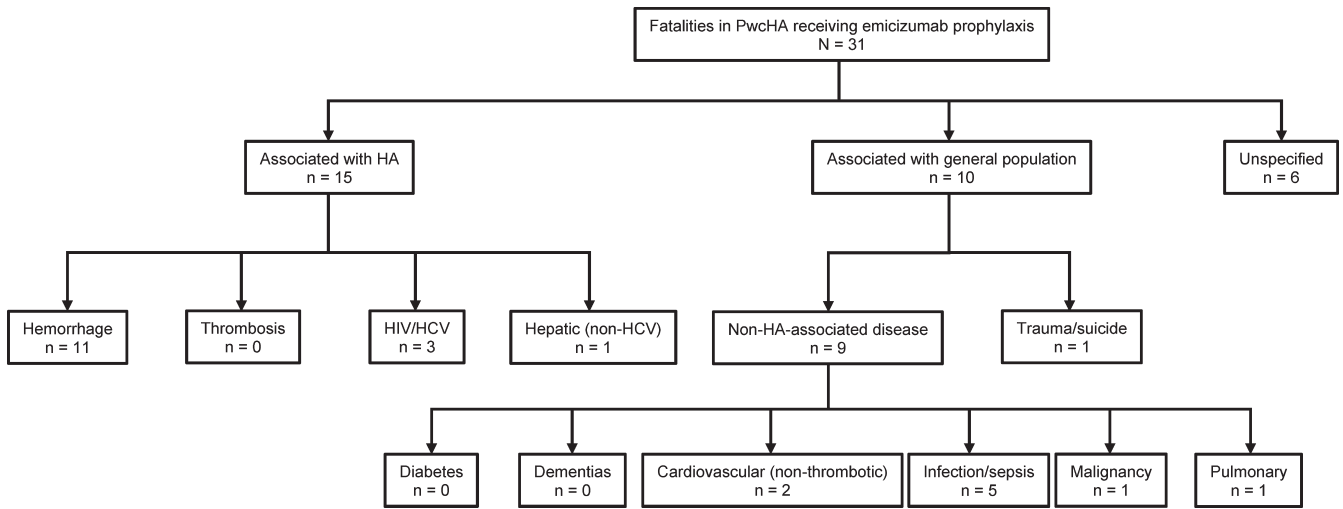 Fatalities in PwcHA receiving emicizumab prophylaxis
N = 31
Associated with HA
n = 15
Associated with general population
n = 10
Unspecified
n = 6
Hemorrhage
n = 11
Thrombosis
n = 0
HIV/HCV
n = 3
Hepatic (non-HCV)
n = 1
Non-HA-associated disease
n = 9
Trauma/suicide
n = 1
Diabetes
n = 0
Dementias
n = 0
Cardiovascular (non-thrombotic)
n = 2
Infection/sepsis
n = 5
Malignancy
n = 1
Pulmonary
n = 1